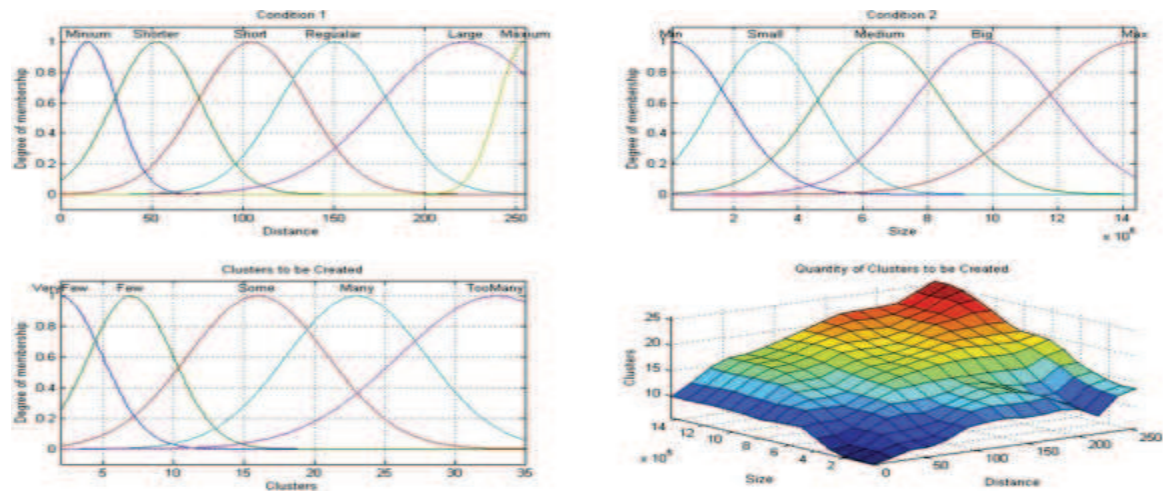 Condition 1
Minium Shorter Short Regualar Large Maxium
Degree of membership
1
0.8
0.6
0.4
0.2
0
0 50 100 150 200 250
Distance
Condition 2
Min Small Medium Big Max
Degree of membership
1
0.8
0.6
0.4
0.2
0
2 4 6 8 10 12 14
Size
Clusters to be Created
VeryFew Few Some Many TooMany
Degree of membership
1
0.8
0.6
0.4
0.2
0
5 10 15 20 25 30 35
Clusters
Quantity of Clusters to be Created
Clusters
25
20
15
10
14 12 10 8 6 4 2
Size
0 50 100 150 200 250
Distance